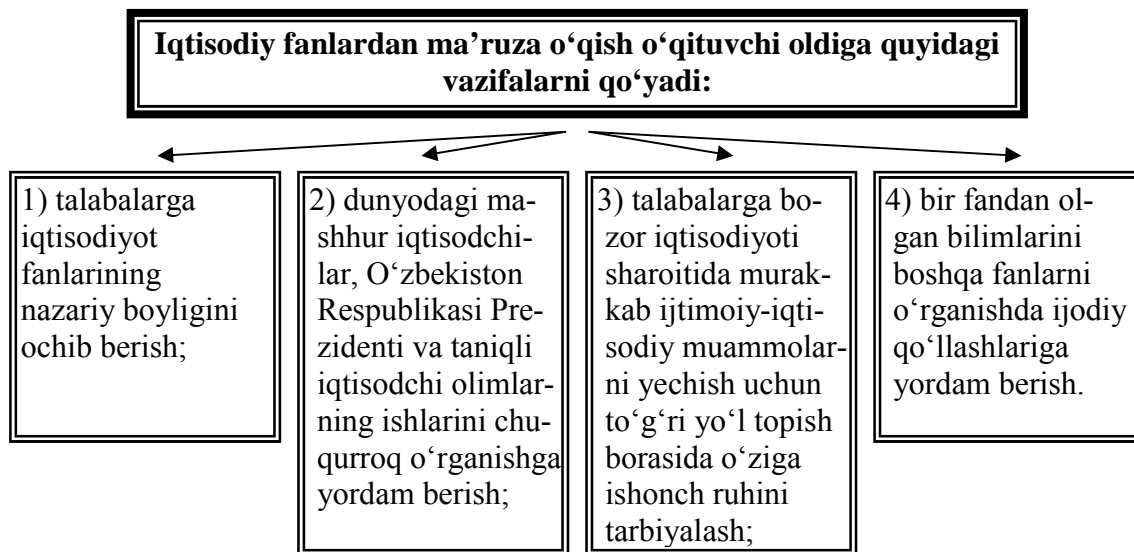 Iqtisodiy fanlardan ma’ruza o‘qish o‘qituvchi oldiga quyidagi
vazifalarni qo‘yadi:
1) talabalarga
iqtisodiyot
fanlarining
nazariy boyligini
ochib berish;
2) dunyodagi ma-
shhur iqtisodchi-
lar, O‘zbekiston
Respublikasi Pre-
zidenti va taniqli
iqtisodchi olimlar-
ning ishlarini chu-
qurroq o‘rganishga
yordam berish;
3) talabalarga bo-
zor iqtisodiyoti
sharoitida murak-
kab ijtimoiy-iqti-
sodiy muammolar-
ni yechish uchun
to‘g‘ri yo‘l topish
borasida o‘ziga
ishonch ruhini
tarbiyalash;
4) bir fandan ol-
gan bilimlarini
boshqa fanlarni
o‘rganishda ijodiy
qo‘llashlariga
yordam berish.